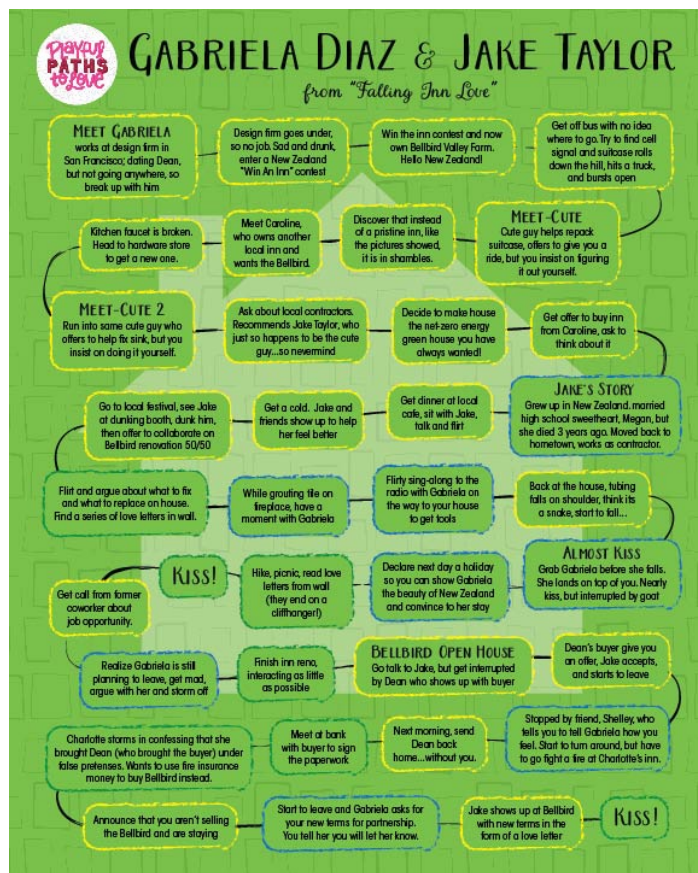 PLAYFUL
PATHS
to LOVE
GABRIELA DIAZ & JAKE TAYLOR
from "Falling Inn Love"
MEET GABRIELA
works at design firm in
San Francisco; dating Dean,
but not going anywhere, so
break up with him
Design firm goes under,
so no job. Sad and drunk,
enter a New Zealand
"Win An Inn" contest
Win the inn contest and now
own Bellbird Valley Farm.
Hello New Zealand!
Get off bus with no idea
where to go. Try to find cell
signal and suitcase rolls
down the hill, hits a truck,
and bursts open
MEET-CUTE
Cute guy helps repack
suitcase, offers to give you a
ride, but you insist on figuring
it out yourself.
Discover that instead
of a pristine inn, like
the pictures showed,
it is in shambles.
Meet Caroline,
who owns another
local inn and
wants the Bellbird.
Kitchen faucet is broken.
Head to hardware store
to get a new one.
MEET-CUTE 2
Run into same cute guy who
offers to help fix sink, but you
insist on doing it yourself.
Ask about local contractors.
Recommends Jake Taylor, who
just so happens to be the cute
guy...so nevermind
Decide to make house
the net-zero energy
green house you have
always wanted!
Get offer to buy inn
from Caroline, ask to
think about it
JAKE'S STORY
Grew up in New Zealand. married
high school sweetheart, Megan, but
she died 3 years ago. Moved back to
hometown, works as contractor.
Get dinner at local
cafe, sit with Jake,
talk and flirt
Get a cold. Jake and
friends show up to help
her feel better
Go to local festival, see Jake
at dunking booth, dunk him,
then offer to collaborate on
Bellbird renovation 50/50
Flirt and argue about what to fix
and what to replace on house.
Find a series of love letters in wall.
While grouting tile on
fireplace, have a
moment with Gabriela
Flirty sing-along to the
radio with Gabriela on
the way to your house
to get tools
Back at the house, tubing
falls on shoulder, think its
a snake, start to fall...
ALMOST KISS
Grab Gabriela before she falls.
She lands on top of you. Nearly
kiss, but interrupted by goat
Declare next day a holiday
so you can show Gabriela
the beauty of New Zealand
and convince to her stay
Hike, picnic, read love
letters from wall
(they end on a
cliffhanger!)
KISS!
Get call from former
coworker about
job opportunity.
Realize Gabriela is still
planning to leave, get mad,
argue with her and storm off
Finish inn reno,
interacting as little
as possible
BELLBIRD OPEN HOUSE
Go talk to Jake, but get interrupted
by Dean who shows up with buyer
Dean's buyer give you
an offer, Jake accepts,
and starts to leave
Stopped by friend, Shelley, who
tells you to tell Gabriela how you
feel. Start to turn around, but have
to go fight a fire at Charlotte's inn.
Next morning, send
Dean back
home...without you.
Meet at bank
with buyer to sign
the paperwork
Charlotte storms in confessing that she
brought Dean (who brought the buyer) under
false pretenses. Wants to use fire insurance
money to buy Bellbird instead.
Announce that you aren't selling
the Bellbird and are staying
Start to leave and Gabriela asks for
your new terms for partnership.
You tell her you will let her know.
Jake shows up at Bellbird
with new terms in the
form of a love letter
KISS!